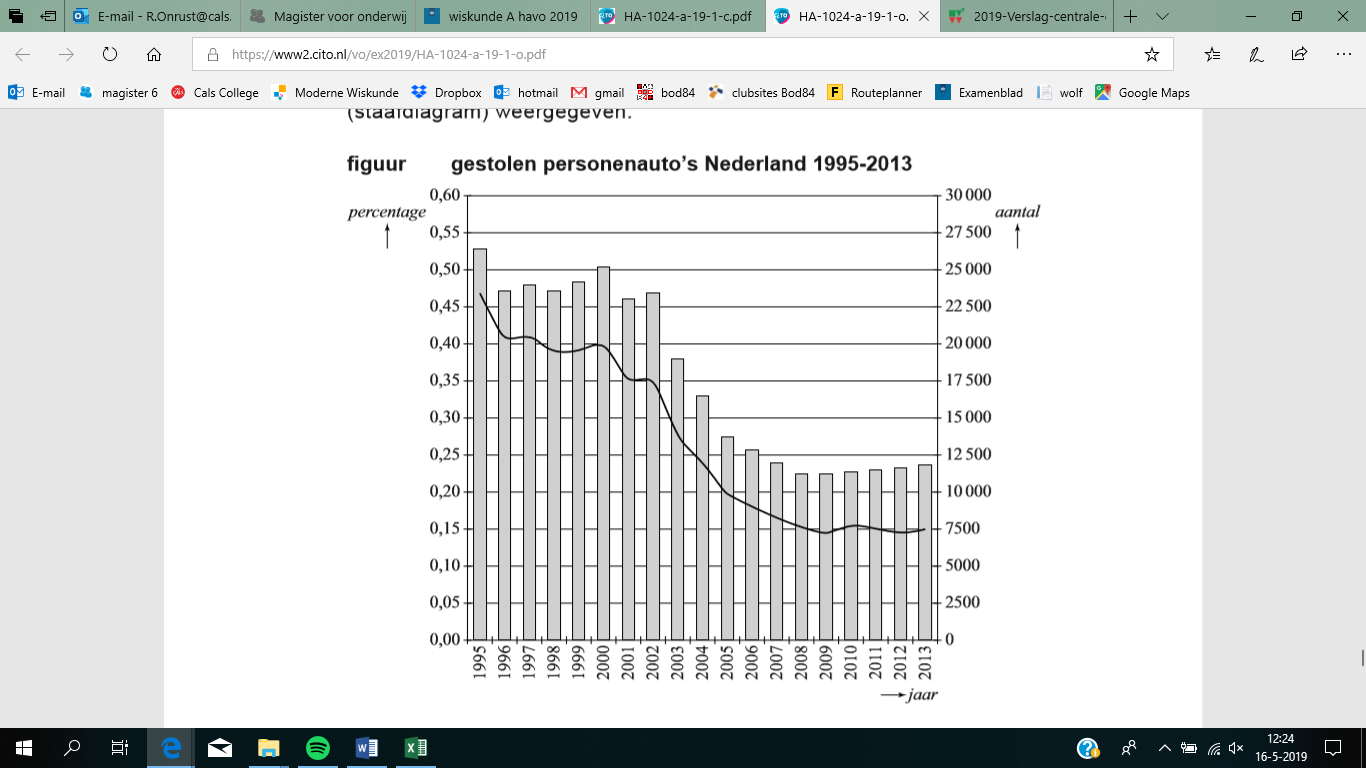 E-mail - R.Onrust@cals.
Magister voor onderwij
wiskunde A havo 2019
HA-1024-a-19-1-c.pdf
HA-1024-a-19-1-o.
2019-Verslag-centrale-
https://www2.cito.nl/vo/ex2019/HA-1024-a-19-1-o.pdf
E-mail
magister 6
Cals College
Moderne Wiskunde
Dropbox
hotmail
gmail
bod84
clubsites Bod84
Routeplanner
Examenblad
wolf
Google Maps
(staafdiagram) weergegeven.
figuur gestolen personenauto's Nederland 1995-2013
percentage
aantal
0,60
0,55
0,50
0,45
0,40
0,35
0,30
0,25
0,20
0,15
0,10
0,05
0,00
30 000
27 500
25 000
22 500
20 000
17 500
15 000
12 500
10 000
7500
5000
2500
0
1995
1996
1997
1998
1999
2000
2001
2002
2003
2004
2005
2006
2007
2008
2009
2010
2011
2012
2013
jaar
12:24
16-5-2019